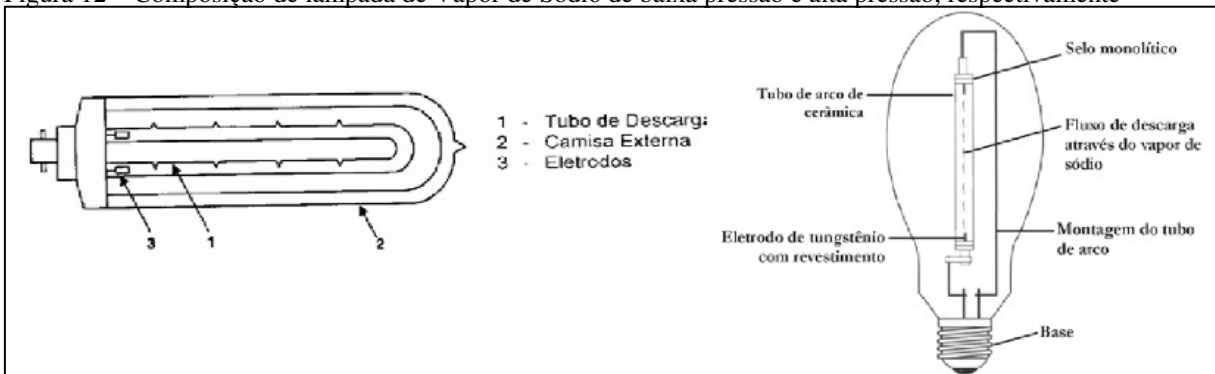 Figura 12 – Composição de lâmpada de Vapor de Sódio de baixa pressão e alta pressão, respectivamente
1 - Tubo de Descarga
2 - Camisa Externa
3 - Eletrodos
3
1
2
Selo monolítico
Tubo de arco de
cerâmica
Fluxo de descarga
através do vapor de
sódio
Eletrodo de tungstênio
com revestimento
Montagem do tubo
de arco
Base